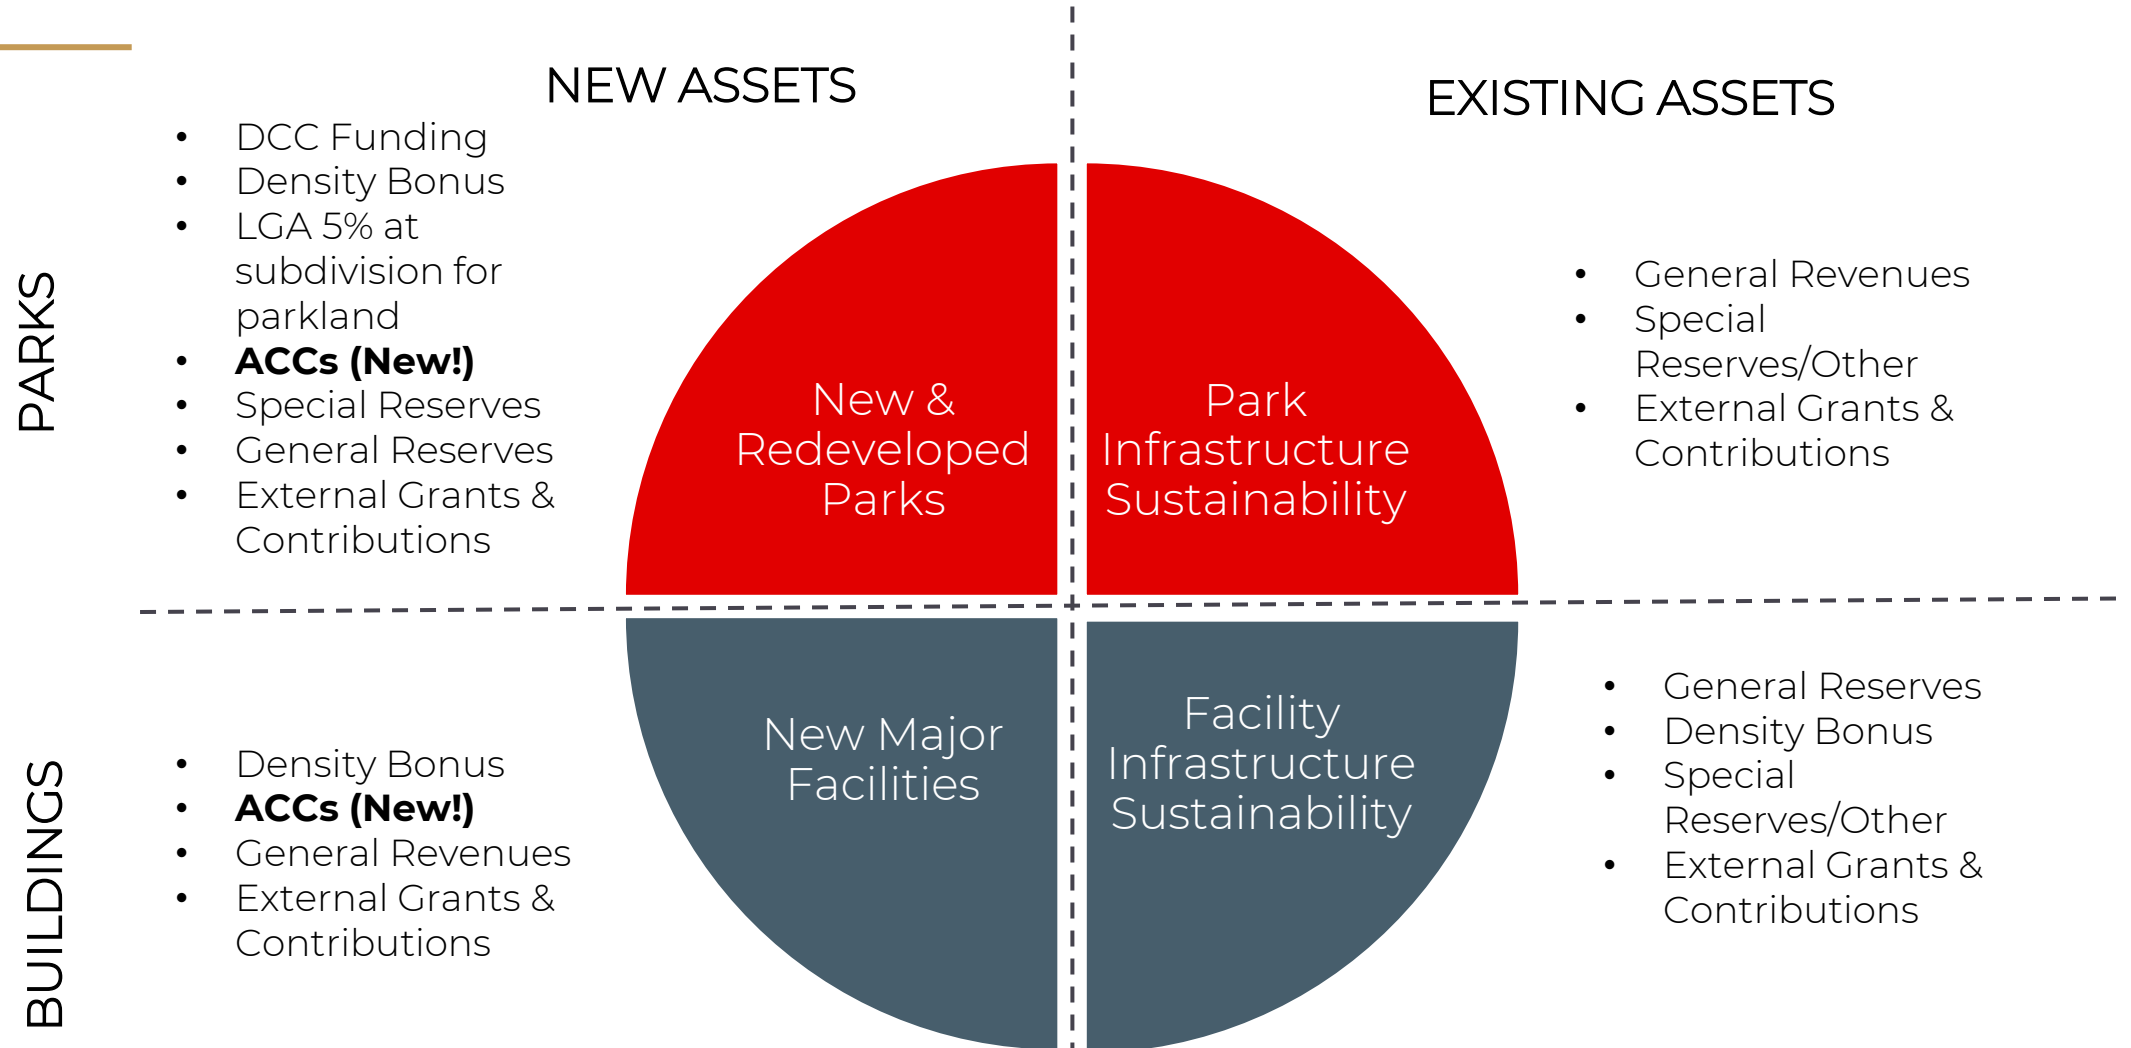 NEW ASSETS
EXISTING ASSETS
PARKS
• DCC Funding
• Density Bonus
• LGA 5% at
subdivision for
parkland
• ACCs (New!)
• Special Reserves
• General Reserves
• External Grants &
Contributions
New &
Redeveloped
Parks
Park
Infrastructure
Sustainability
• General Revenues
• Special
Reserves/Other
• External Grants &
Contributions
BUILDINGS
• Density Bonus
• ACCs (New!)
• General Revenues
• External Grants &
Contributions
New Major
Facilities
Facility
Infrastructure
Sustainability
• General Reserves
• Density Bonus
• Special
Reserves/Other
• External Grants &
Contributions